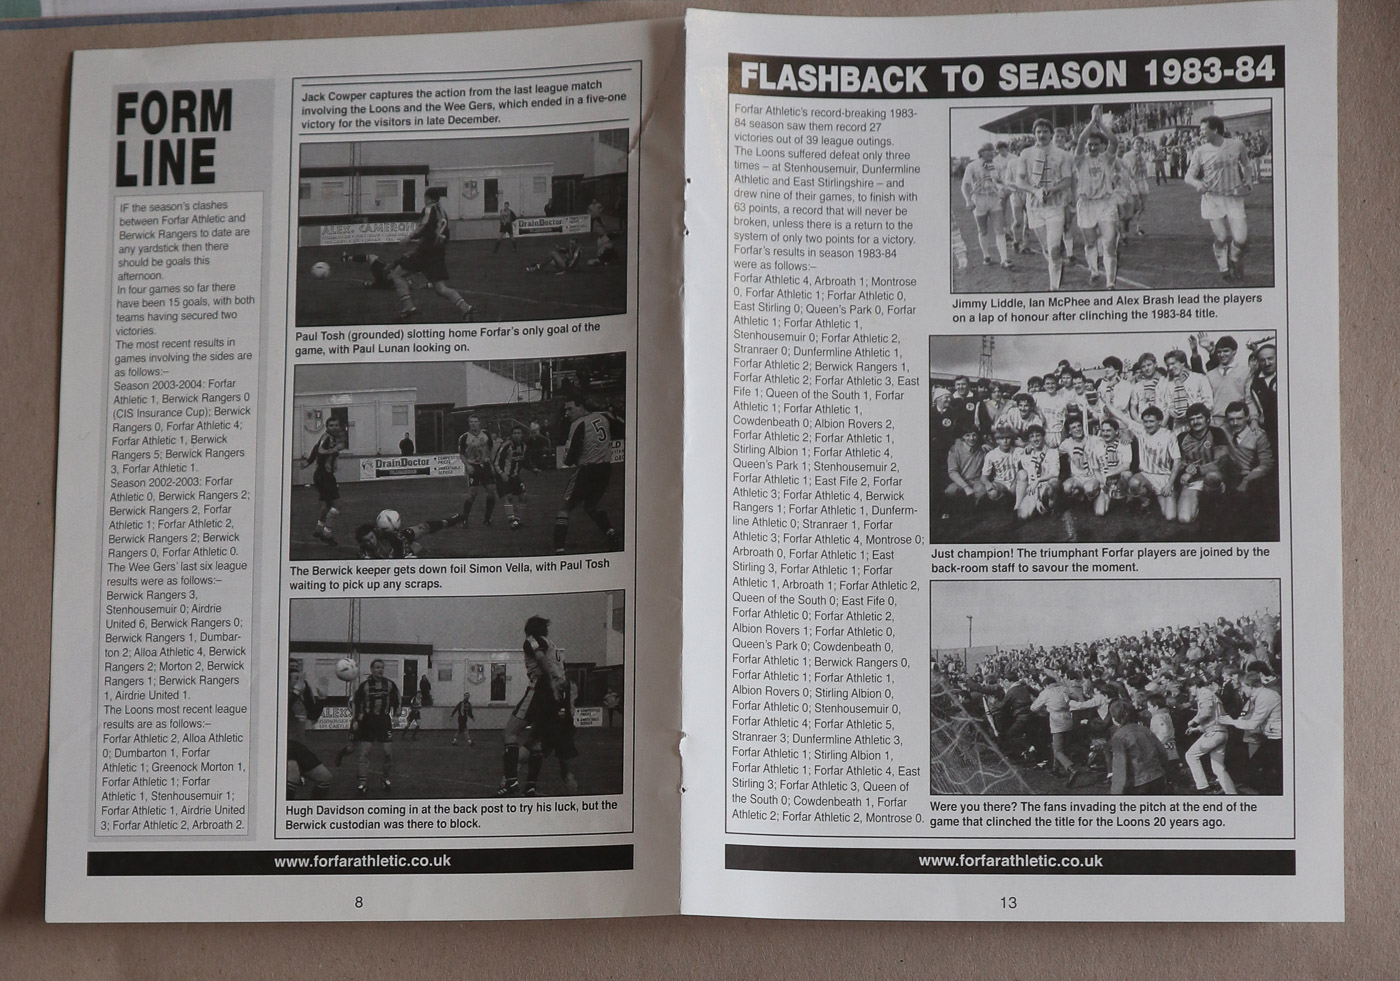 FORM
LINE
IF the season's clashes
between Forfar Athletic and
Berwick Rangers to date are
any yardstick then there
should be goals this
afternoon.
In four games so far there
have been 15 goals, with both
teams having secured two
victories.
The most recent results in
games involving the sides are
as follows:–
Season 2003-2004: Forfar
Athletic 1, Berwick Rangers 0
(CIS Insurance Cup); Berwick
Rangers 0, Forfar Athletic 4;
Forfar Athletic 1, Berwick
Rangers 5; Berwick Rangers
3, Forfar Athletic 1.
Season 2002-2003: Forfar
Athletic 0, Berwick Rangers 2;
Berwick Rangers 2, Forfar
Athletic 1; Forfar Athletic 2,
Berwick Rangers 2; Berwick
Rangers 0, Forfar Athletic 0.
The Wee Gers' last six league
results were as follows:–
Berwick Rangers 3,
Stenhousemuir 0; Airdrie
United 6, Berwick Rangers 0;
Berwick Rangers 1, Dumbar-
ton 2; Alloa Athletic 4, Berwick
Rangers 2; Morton 2, Berwick
Rangers 1; Berwick Rangers
1, Airdrie United 1.
The Loons most recent league
results are as follows:–
Forfar Athletic 2, Alloa Athletic
0; Dumbarton 1, Forfar
Athletic 1; Greenock Morton 1,
Forfar Athletic 1; Forfar
Athletic 1, Stenhousemuir 1;
Forfar Athletic 1, Airdrie United
3; Forfar Athletic 2, Arbroath 2.
Jack Cowper captures the action from the last league match
involving the Loons and the Wee Gers, which ended in a five-one
victory for the visitors in late December.
ALEX. CAMERON
DrainDoctor
Paul Tosh (grounded) slotting home Forfar's only goal of the
game, with Paul Lunan looking on.
5
DrainDoctor
The Berwick keeper gets down foil Simon Vella, with Paul Tosh
waiting to pick up any scraps.
Hugh Davidson coming in at the back post to try his luck, but the
Berwick custodian was there to block.
www.forfarathletic.co.uk
8
FLASHBACK TO SEASON 1983-84
Forfar Athletic's record-breaking 1983-
84 season saw them record 27
victories out of 39 league outings.
The Loons suffered defeat only three
times – at Stenhousemuir, Dunfermline
Athletic and East Stirlingshire – and
drew nine of their games, to finish with
63 points, a record that will never be
broken, unless there is a return to the
system of only two points for a victory.
Forfar's results in season 1983-84
were as follows:–
Forfar Athletic 4, Arbroath 1; Montrose
0, Forfar Athletic 1; Forfar Athletic 0,
East Stirling 0; Queen's Park 0, Forfar
Athletic 1; Forfar Athletic 1,
Stenhousemuir 0; Forfar Athletic 2,
Stranraer 0; Dunfermline Athletic 1,
Forfar Athletic 2; Berwick Rangers 1,
Forfar Athletic 2; Forfar Athletic 3, East
Fife 1; Queen of the South 1, Forfar
Athletic 1; Forfar Athletic 1,
Cowdenbeath 0; Albion Rovers 2,
Forfar Athletic 2; Forfar Athletic 1,
Stirling Albion 1; Forfar Athletic 4,
Queen's Park 1; Stenhousemuir 2,
Forfar Athletic 1; East Fife 2, Forfar
Athletic 3; Forfar Athletic 4, Berwick
Rangers 1; Forfar Athletic 1, Dunferm-
line Athletic 0; Stranraer 1, Forfar
Athletic 3; Forfar Athletic 4, Montrose 0;
Arbroath 0, Forfar Athletic 1; East
Stirling 3, Forfar Athletic 1; Forfar
Athletic 1, Arbroath 1; Forfar Athletic 2,
Queen of the South 0; East Fife 0,
Forfar Athletic 0; Forfar Athletic 2,
Albion Rovers 1; Forfar Athletic 0,
Queen's Park 0; Cowdenbeath 0,
Forfar Athletic 1; Berwick Rangers 0,
Forfar Athletic 1; Forfar Athletic 1,
Albion Rovers 0; Stirling Albion 0,
Forfar Athletic 0; Stenhousemuir 0,
Forfar Athletic 4; Forfar Athletic 5,
Stranraer 3; Dunfermline Athletic 3,
Forfar Athletic 1; Stirling Albion 1,
Forfar Athletic 1; Forfar Athletic 4, East
Stirling 3; Forfar Athletic 3, Queen of
the South 0; Cowdenbeath 1, Forfar
Athletic 2; Forfar Athletic 2, Montrose 0.
Jimmy Liddle, Ian McPhee and Alex Brash lead the players
on a lap of honour after clinching the 1983-84 title.
Just champion! The triumphant Forfar players are joined by the
back-room staff to savour the moment.
Were you there? The fans invading the pitch at the end of the
game that clinched the title for the Loons 20 years ago.
www.forfarathletic.co.uk
13